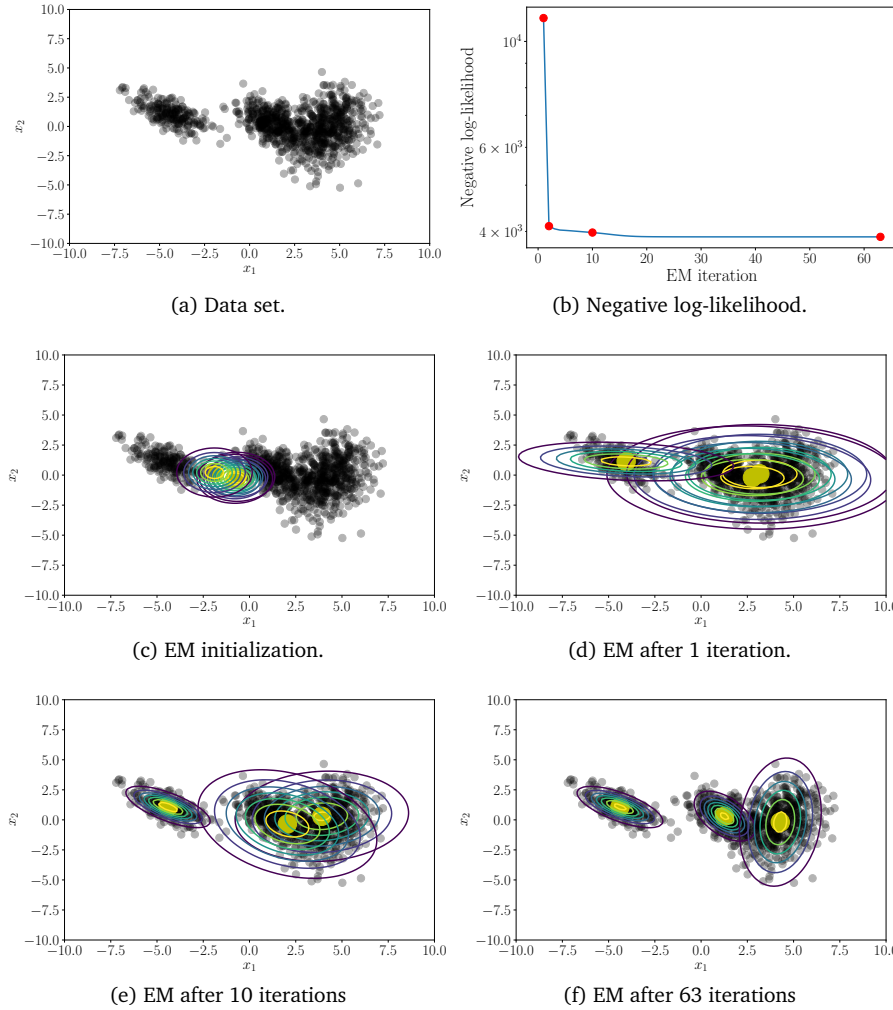 10.0
7.5
5.0
2.5
0.0
−2.5
−5.0
−7.5
−10.0
x₂
−10.0 −7.5 −5.0 −2.5 0.0 2.5 5.0 7.5 10.0
x₁
(a) Data set.
10⁴
6 × 10³
4 × 10³
Negative log-likelihood
0 10 20 30 40 50 60
EM iteration
(b) Negative log-likelihood.
10.0
7.5
5.0
2.5
0.0
−2.5
−5.0
−7.5
−10.0
x₂
−10.0 −7.5 −5.0 −2.5 0.0 2.5 5.0 7.5 10.0
x₁
(c) EM initialization.
10.0
7.5
5.0
2.5
0.0
−2.5
−5.0
−7.5
−10.0
x₂
−10.0 −7.5 −5.0 −2.5 0.0 2.5 5.0 7.5 10.0
x₁
(d) EM after 1 iteration.
10.0
7.5
5.0
2.5
0.0
−2.5
−5.0
−7.5
−10.0
x₂
−10.0 −7.5 −5.0 −2.5 0.0 2.5 5.0 7.5 10.0
x₁
(e) EM after 10 iterations
10.0
7.5
5.0
2.5
0.0
−2.5
−5.0
−7.5
−10.0
x₂
−10.0 −7.5 −5.0 −2.5 0.0 2.5 5.0 7.5 10.0
x₁
(f) EM after 63 iterations